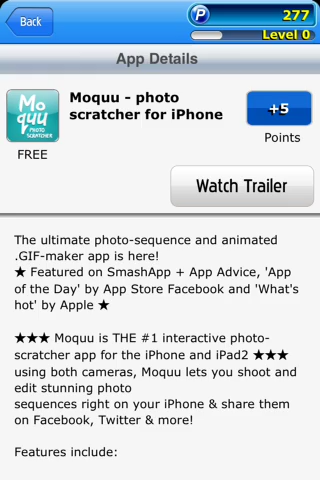 Back
P 277
Level 0
App Details
Mo
quu
PHOTO
SCRATCHER
FREE
Moquu - photo
scratcher for iPhone
+5
Points
Watch Trailer
The ultimate photo-sequence and animated
.GIF-maker app is here!
★ Featured on SmashApp + App Advice, 'App
of the Day' by App Store Facebook and 'What's
hot' by Apple ★
★★★ Moquu is THE #1 interactive photo-
scratcher app for the iPhone and iPad2 ★★★
using both cameras, Moquu lets you shoot and
edit stunning photo
sequences right on your iPhone & share them
on Facebook, Twitter & more!
Features include: